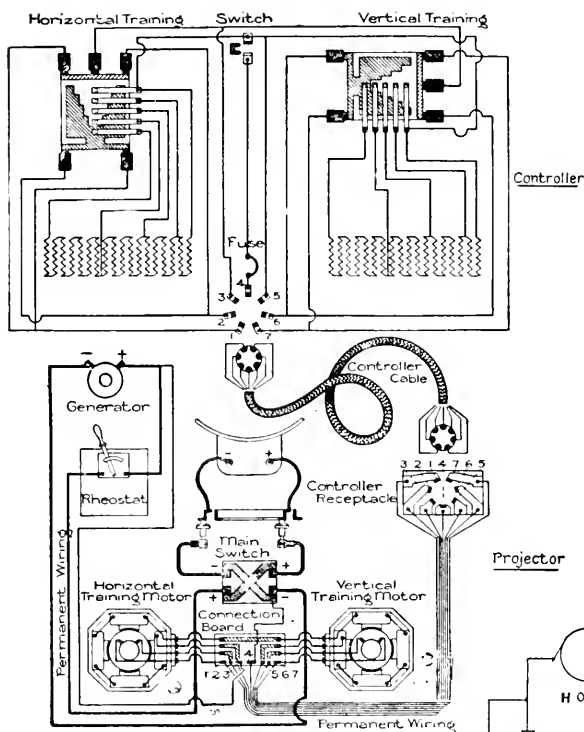 Horizontal Training Switch Vertical Training
Controller
Fuse
4
3 5
2 6
1 7
- +
Generator
Controller
Cable
- +
Rheostat
Controller
Receptacle
3 2 1 4 7 6 5
Main
Switch
- +
+ -
Projector
Permanent Wiring
Horizontal
Training Motor
Vertical
Training Motor
Connection
Board
1 2 3 4 5 6 7
Permanent Wiring
H O